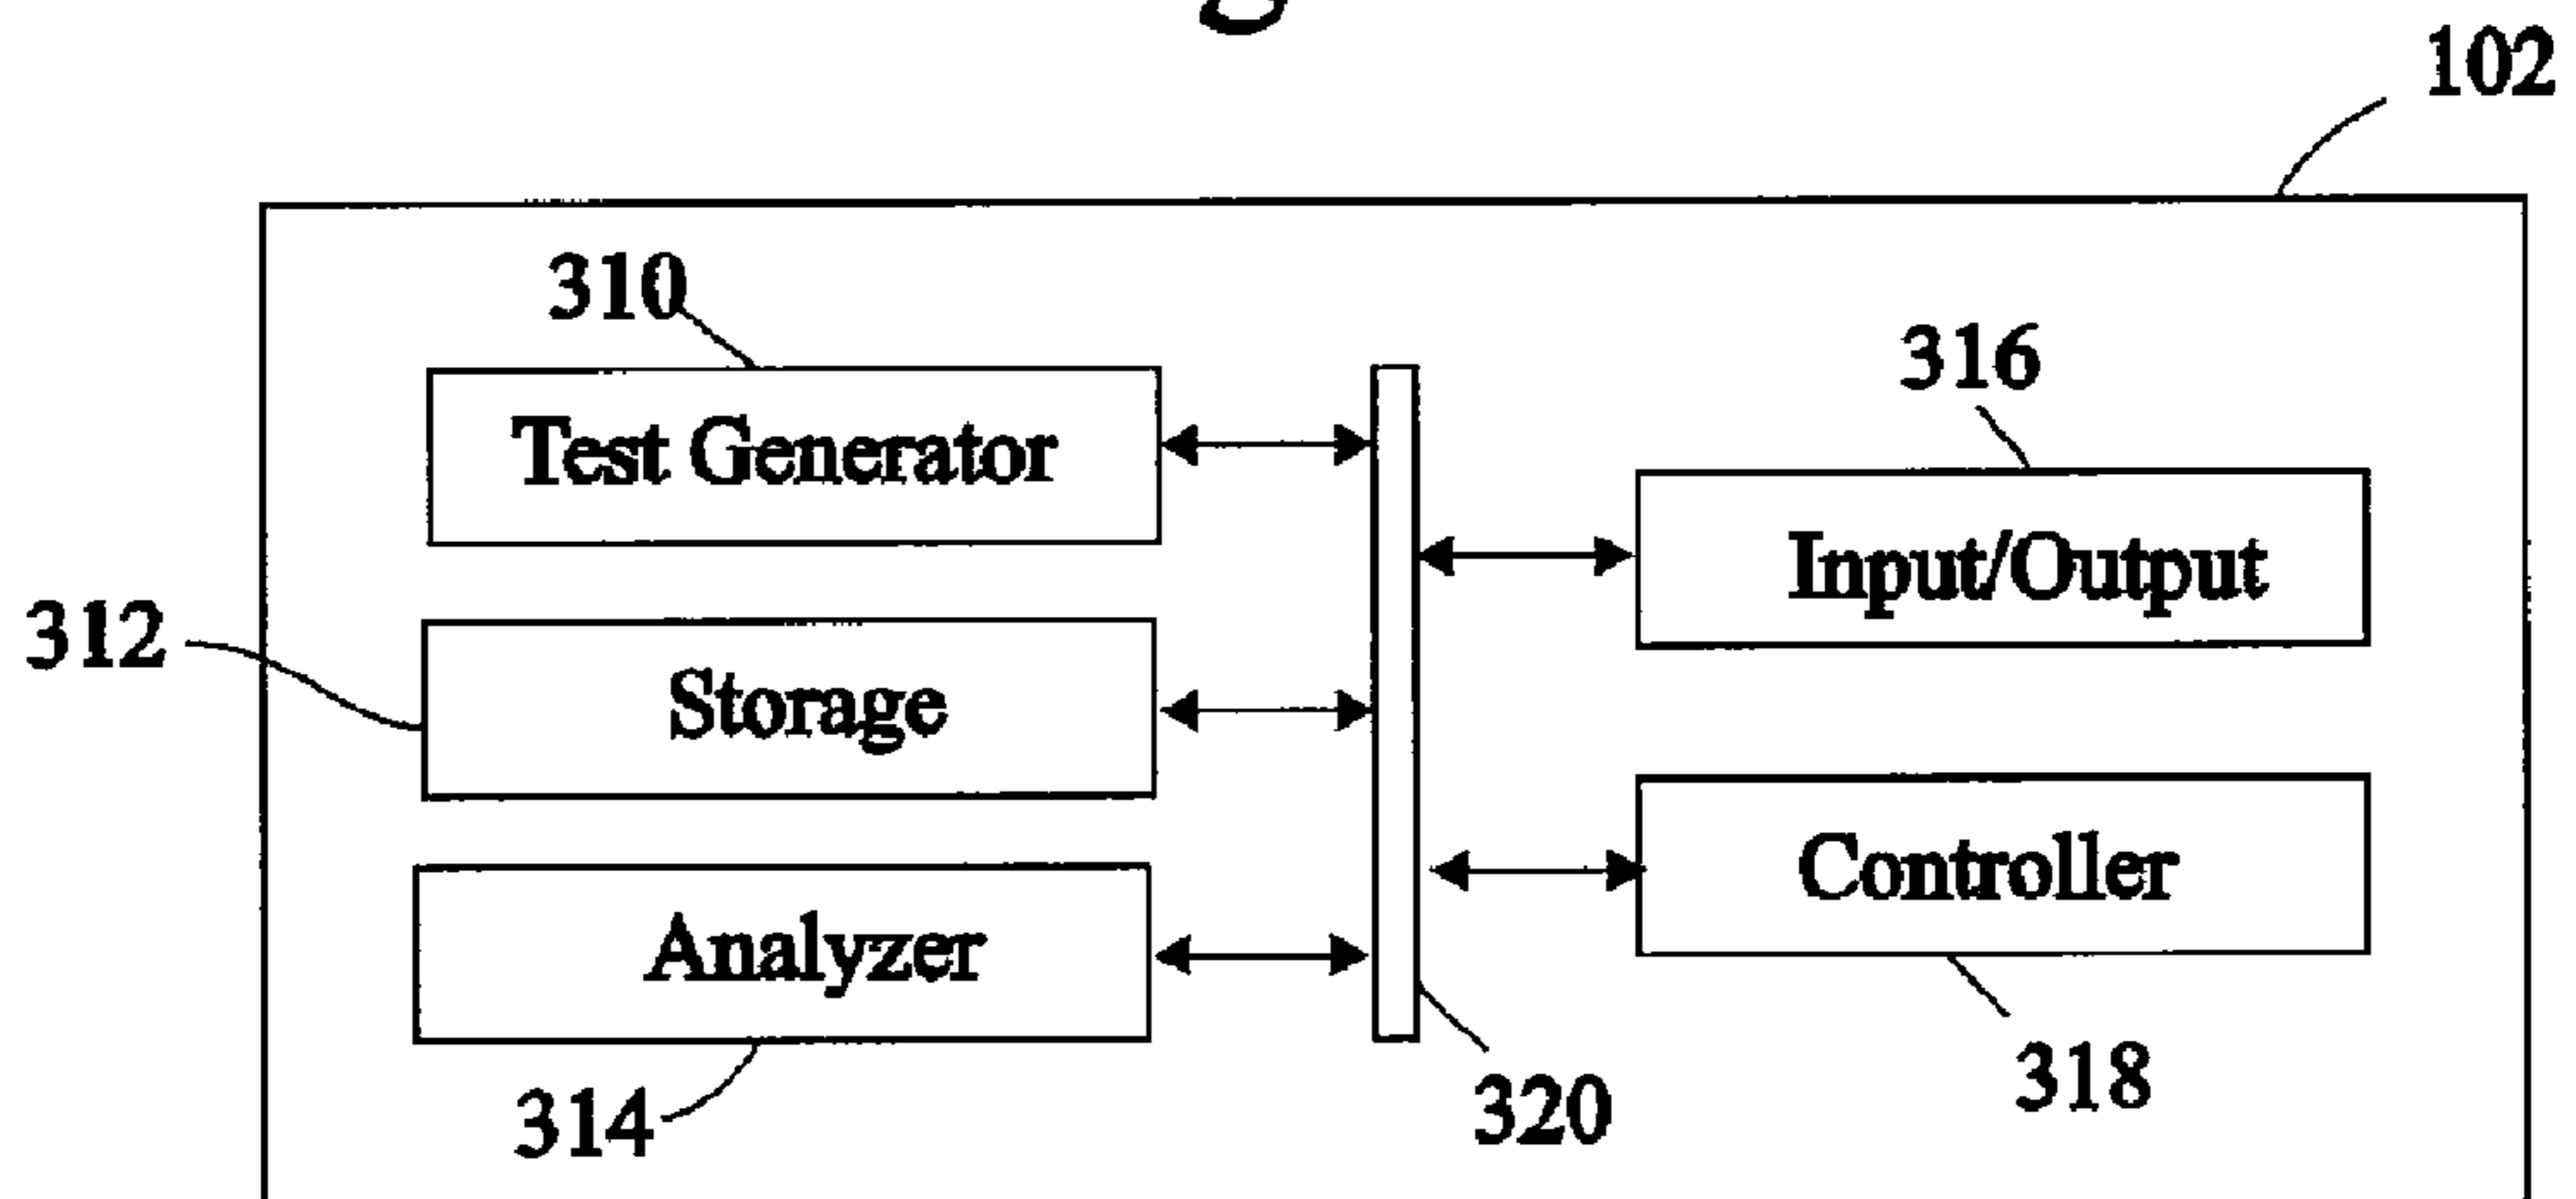 102
310
316
Test Generator
Input/Output
312
Storage
Controller
Analyzer
318
320
314